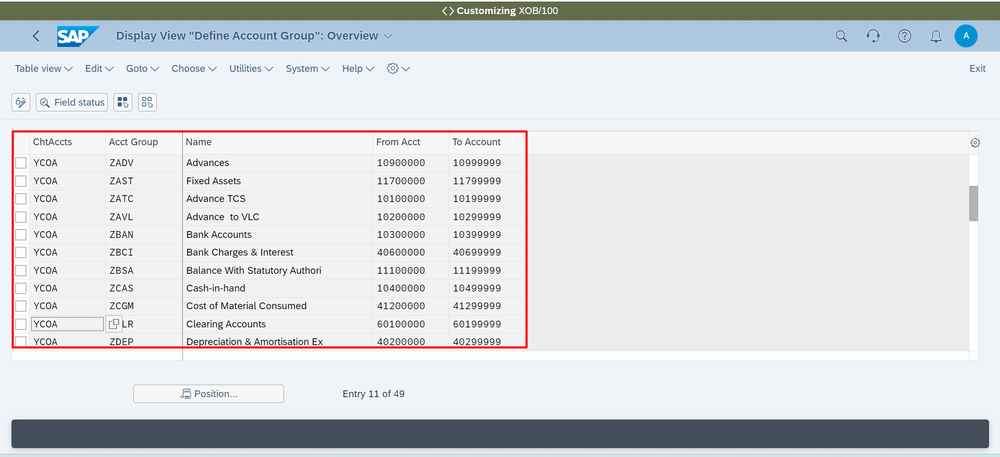 <> Customizing XOB/100
SAP Display View "Define Account Group": Overview A
Table view Edit Goto Choose Utilities System Help Exit
Field status
ChtAccts Acct Group Name From Acct To Account
YCOA ZADV Advances 10900000 10999999
YCOA ZAST Fixed Assets 11700000 11799999
YCOA ZATC Advance TCS 10100000 10199999
YCOA ZAVL Advance  to VLC 10200000 10299999
YCOA ZBAN Bank Accounts 10300000 10399999
YCOA ZBCI Bank Charges & Interest 40600000 40699999
YCOA ZBSA Balance With Statutory Authori 11100000 11199999
YCOA ZCAS Cash-in-hand 10400000 10499999
YCOA ZCGM Cost of Material Consumed 41200000 41299999
YCOA LR Clearing Accounts 60100000 60199999
YCOA ZDEP Depreciation & Amortisation Ex 40200000 40299999
Position... Entry 11 of 49